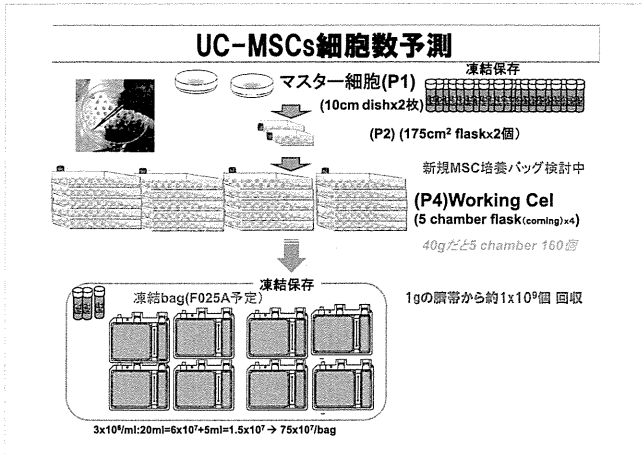 UC-MSCs細胞数予測
マスター細胞(P1)
凍結保存
(10cm dishx2枚)
(P2) (175cm² flaskx2個)
新規MSC培養バッグ検討中
(P4)Working Cel
(5 chamber flask(corning)x4)
40gだと5 chamber 160個
凍結保存
凍結bag(F025A予定)
1gの臍帯から約1x10⁹個 回収
3x10⁶/ml:20ml=6x10⁷+5ml=1.5x10⁷→ 75x10⁷/bag